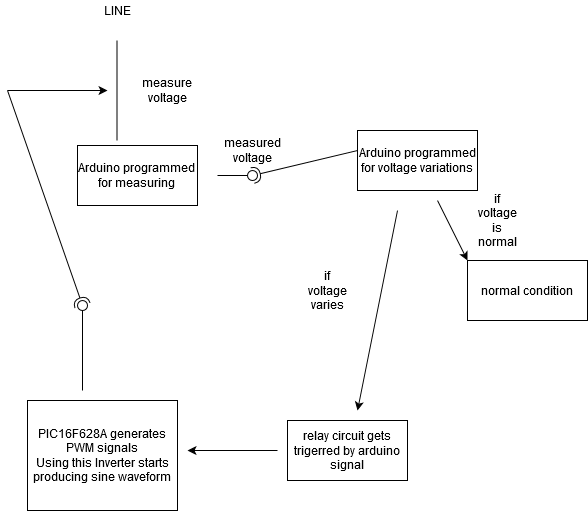 LINE
measure
voltage
Arduino programmed
for measuring
measured
voltage
Arduino programmed
for voltage variations
if
voltage
is
normal
normal condition
if
voltage
varies
relay circuit gets
trigerred by arduino
signal
PIC16F628A generates
PWM signals
Using this Inverter starts
producing sine waveform